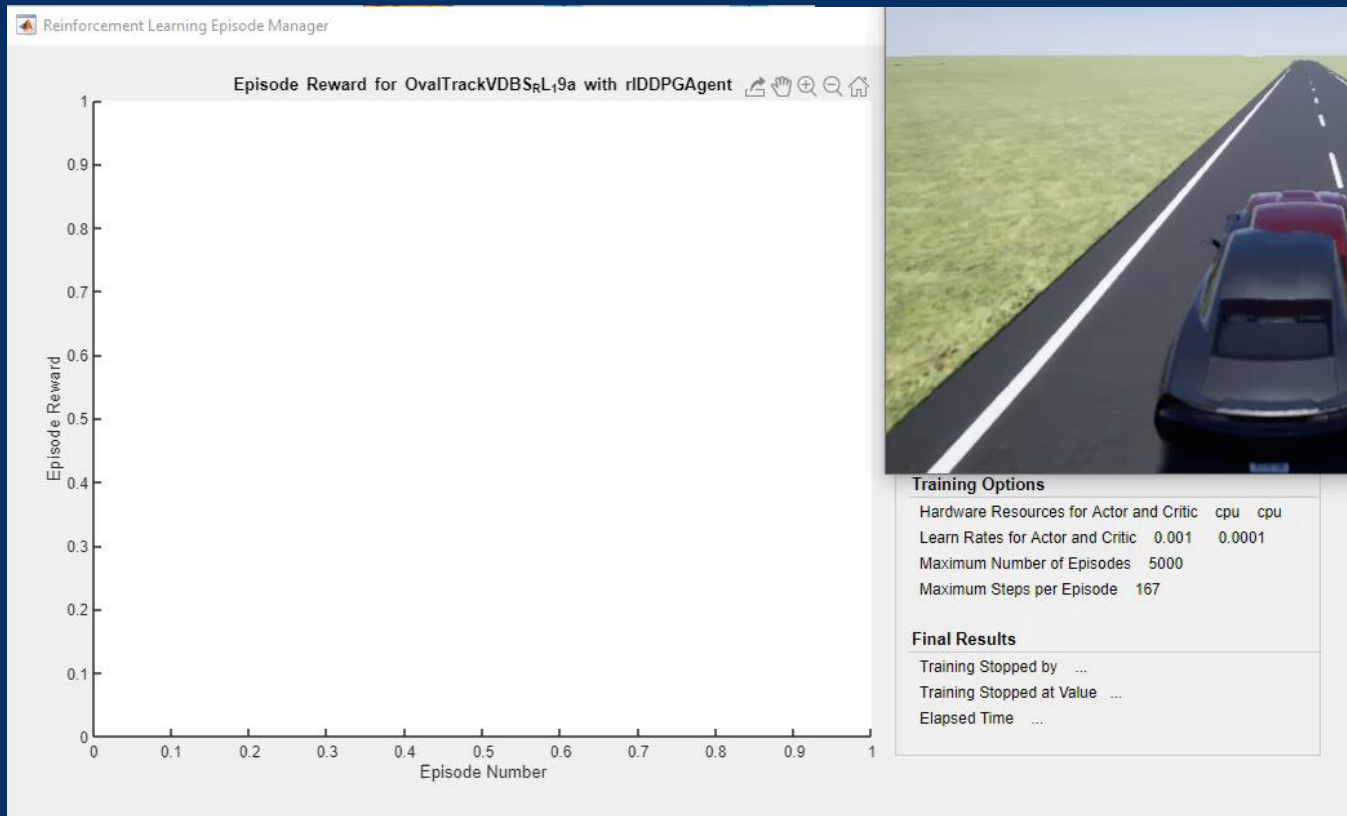 Reinforcement Learning Episode Manager
Episode Reward for OvalTrackVDBSRL19a with rlDDPGAgent
1
0.9
0.8
0.7
0.6
0.5
0.4
0.3
0.2
0.1
0
Episode Reward
0 0.1 0.2 0.3 0.4 0.5 0.6 0.7 0.8 0.9 1
Episode Number
Training Options
Hardware Resources for Actor and Critic cpu cpu
Learn Rates for Actor and Critic 0.001 0.0001
Maximum Number of Episodes 5000
Maximum Steps per Episode 167
Final Results
Training Stopped by ...
Training Stopped at Value ...
Elapsed Time ...